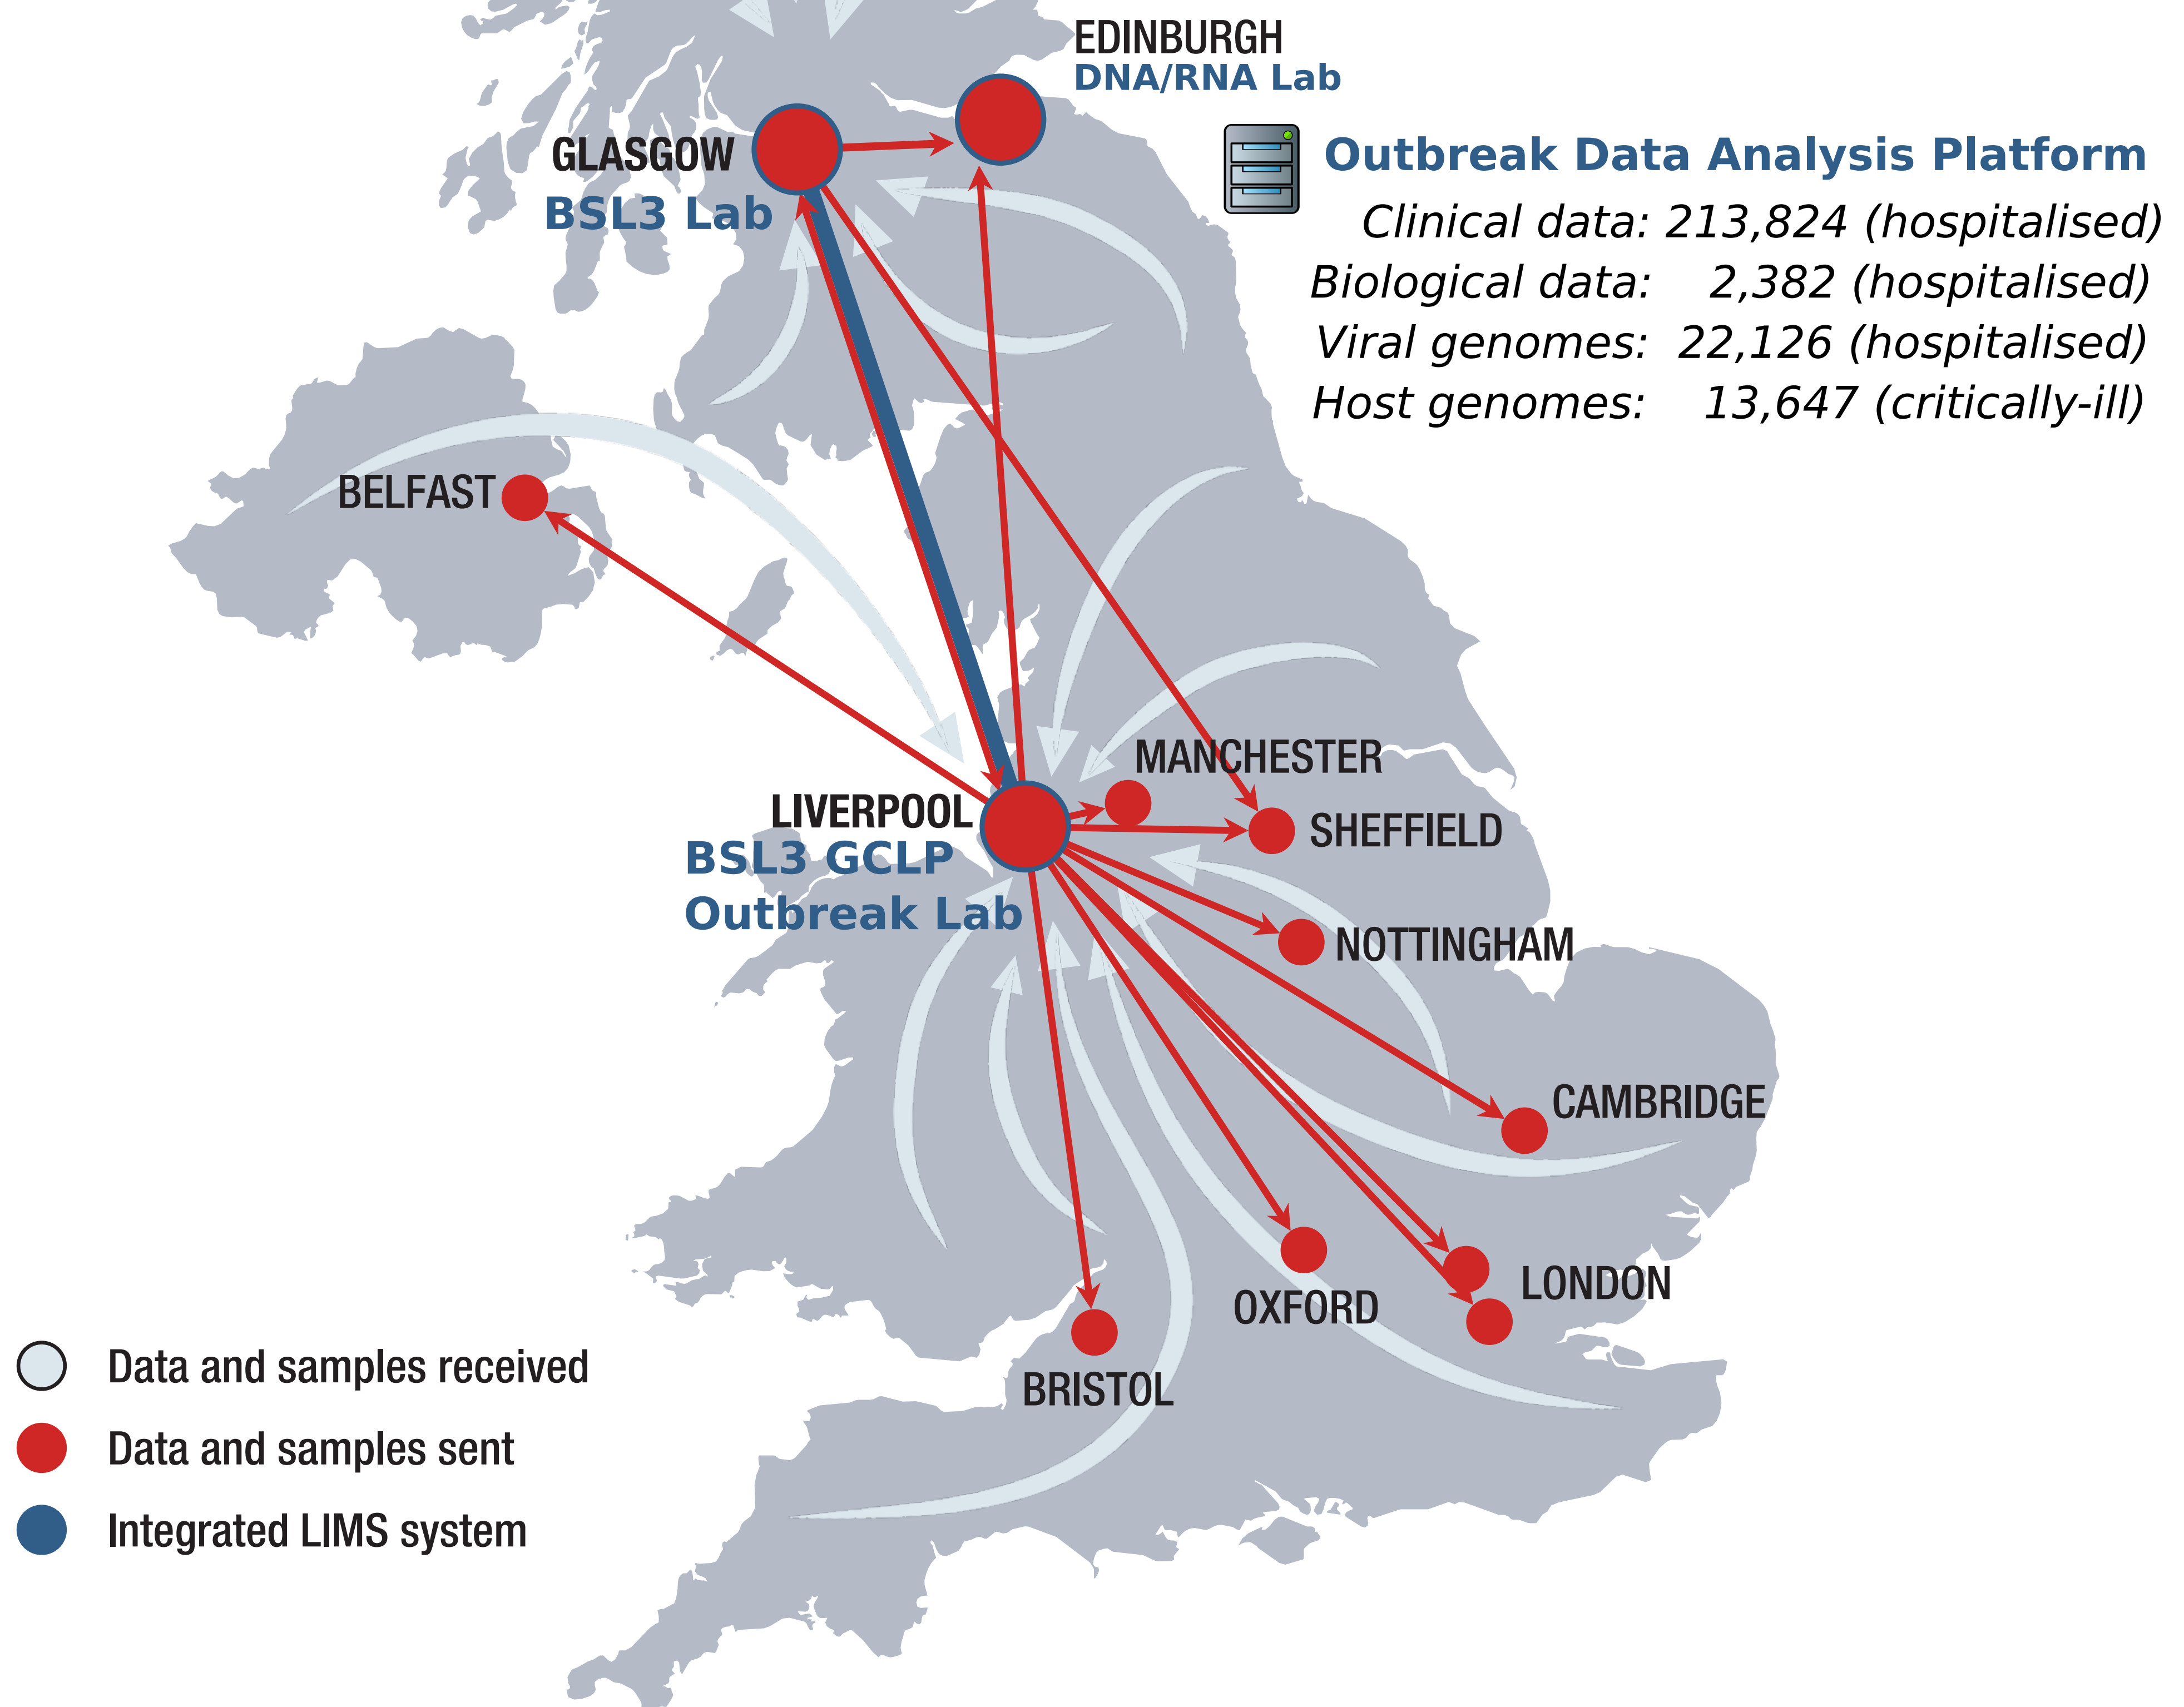 EDINBURGH
DNA/RNA Lab
GLASGOW
BSL3 Lab
Outbreak Data Analysis Platform
Clinical data: 213,824 (hospitalised)
Biological data: 2,382 (hospitalised)
Viral genomes: 22,126 (hospitalised)
Host genomes: 13,647 (critically-ill)
BELFAST
MANCHESTER
LIVERPOOL
BSL3 GCLP
Outbreak Lab
SHEFFIELD
NOTTINGHAM
CAMBRIDGE
LONDON
OXFORD
BRISTOL
Data and samples received
Data and samples sent
Integrated LIMS system